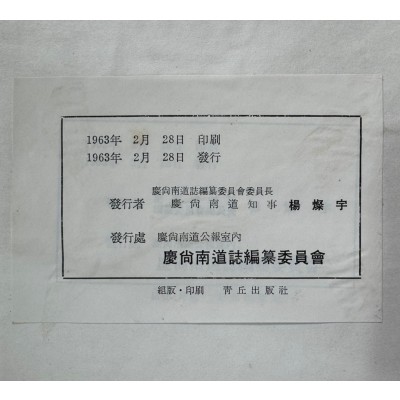 1963年 2月 28日 印刷
1963年 2月 28日 發行
慶尙南道誌編纂委員會委員長
發行者 慶尙南道知事 楊燦宇
發行處 慶尙南道公報室內
慶尙南道誌編纂委員會
組版·印刷 靑丘出版社